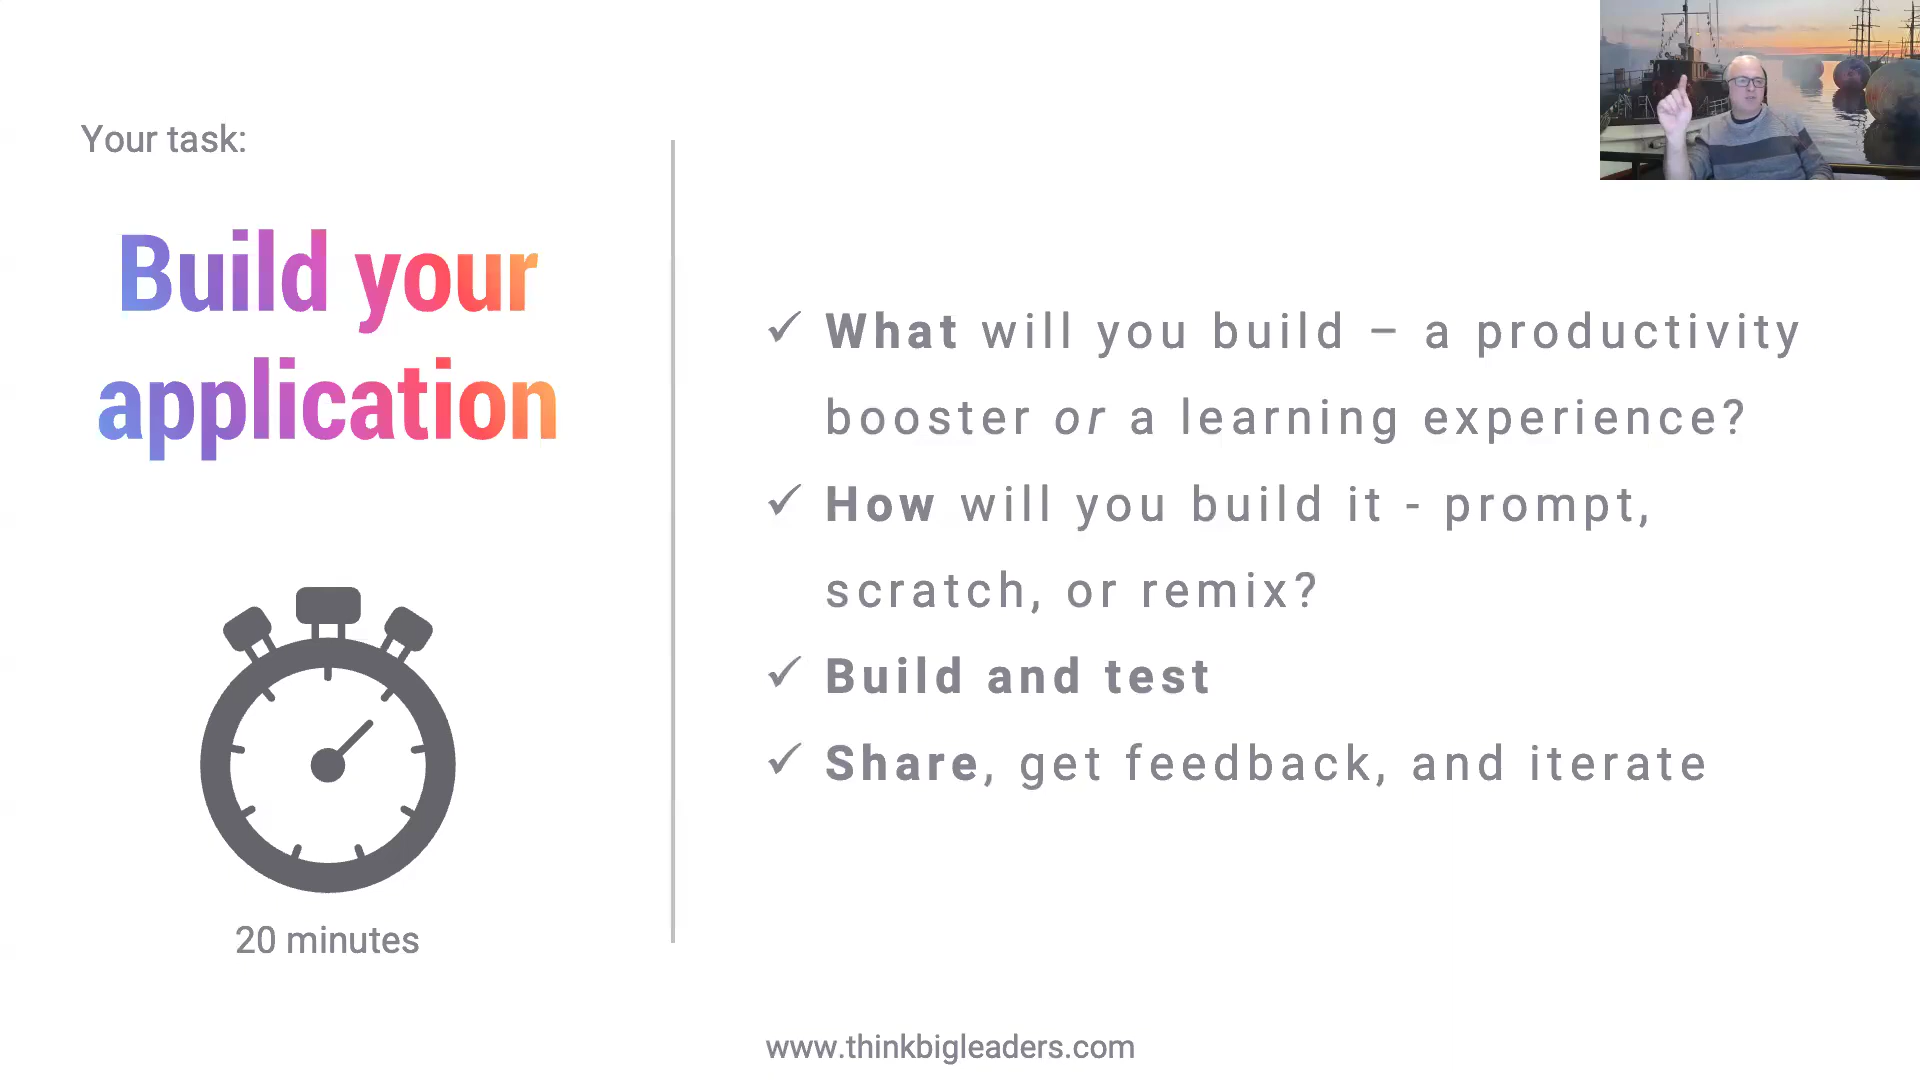 Your task:
Build your
application
20 minutes
✓ What will you build – a productivity
booster or a learning experience?
✓ How will you build it - prompt,
scratch, or remix?
✓ Build and test
✓ Share, get feedback, and iterate
www.thinkbigleaders.com